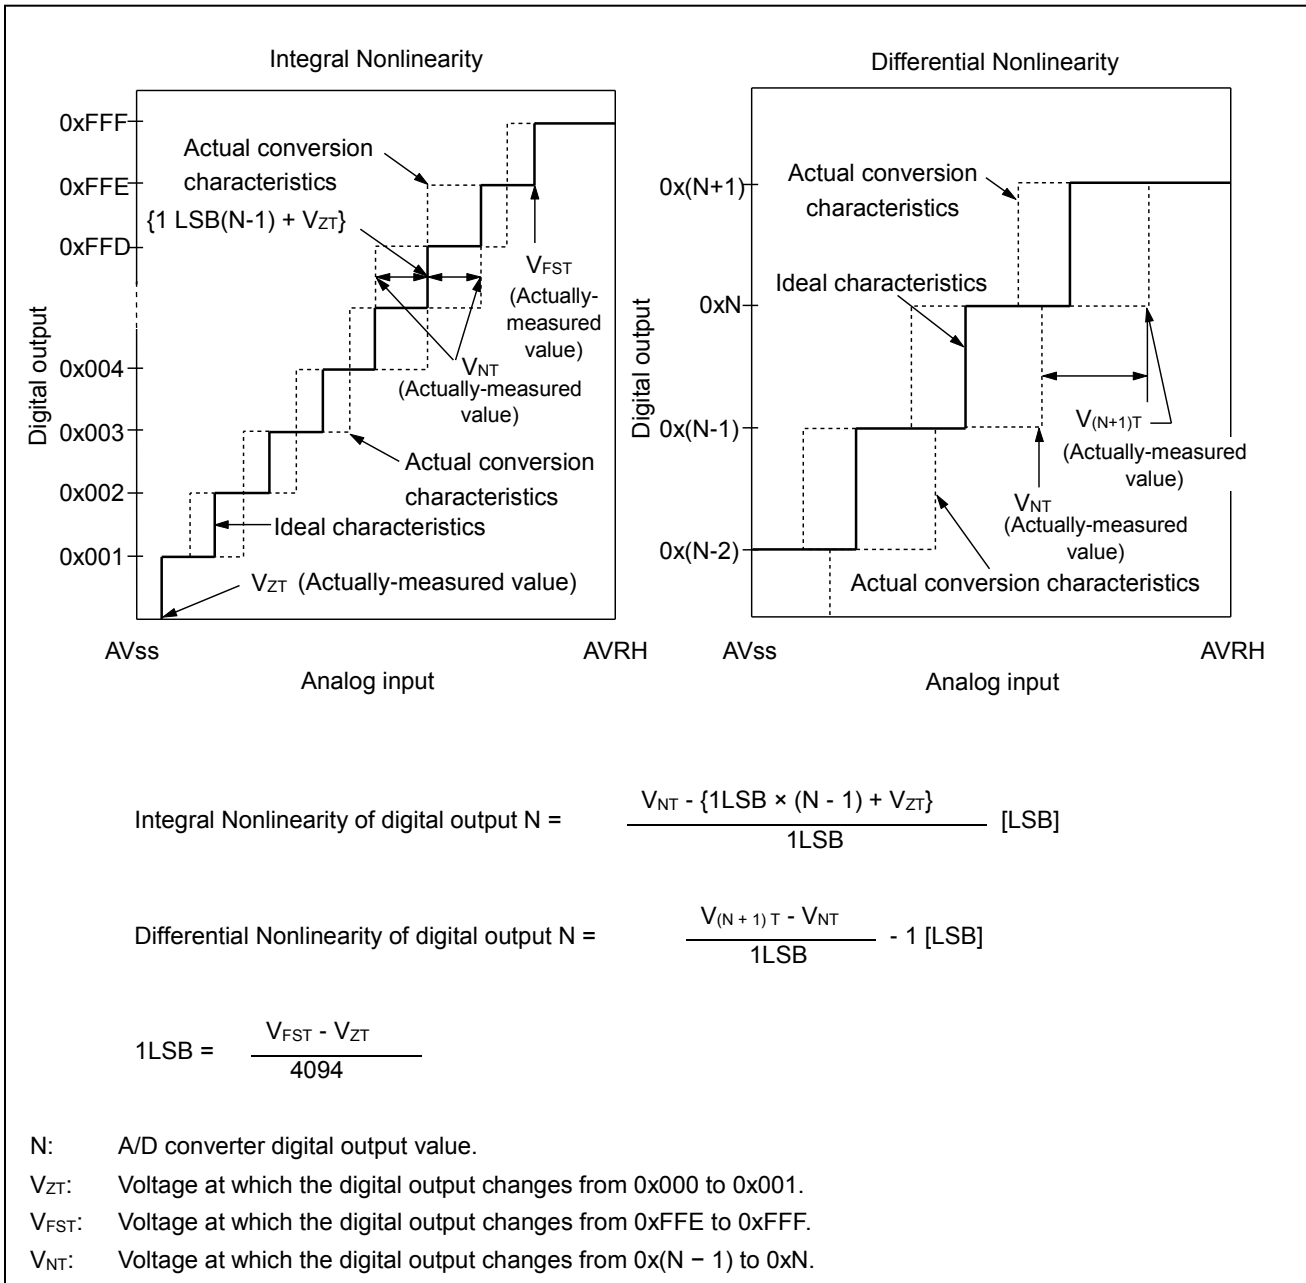 Integral Nonlinearity
0xFFF
0xFFE
0xFFD
0x004
0x003
0x002
0x001
Digital output
Actual conversion
characteristics
{1 LSB(N-1) + VZT}
VFST
(Actually-
measured
value)
VNT
(Actually-measured
value)
Actual conversion
characteristics
Ideal characteristics
VZT (Actually-measured value)
AVss
AVRH
Analog input
Differential Nonlinearity
0x(N+1)
0xN
0x(N-1)
0x(N-2)
Digital output
Actual conversion
characteristics
Ideal characteristics
V(N+1)T
(Actually-measured
value)
VNT
(Actually-measured
value)
Actual conversion characteristics
AVss
AVRH
Analog input
Integral Nonlinearity of digital output N =
VNT - {1LSB × (N - 1) + VZT}
1LSB
[LSB]
Differential Nonlinearity of digital output N =
V(N + 1) T - VNT
1LSB
- 1 [LSB]
1LSB =
VFST - VZT
4094
N: A/D converter digital output value.
VZT: Voltage at which the digital output changes from 0x000 to 0x001.
VFST: Voltage at which the digital output changes from 0xFFE to 0xFFF.
VNT: Voltage at which the digital output changes from 0x(N − 1) to 0xN.